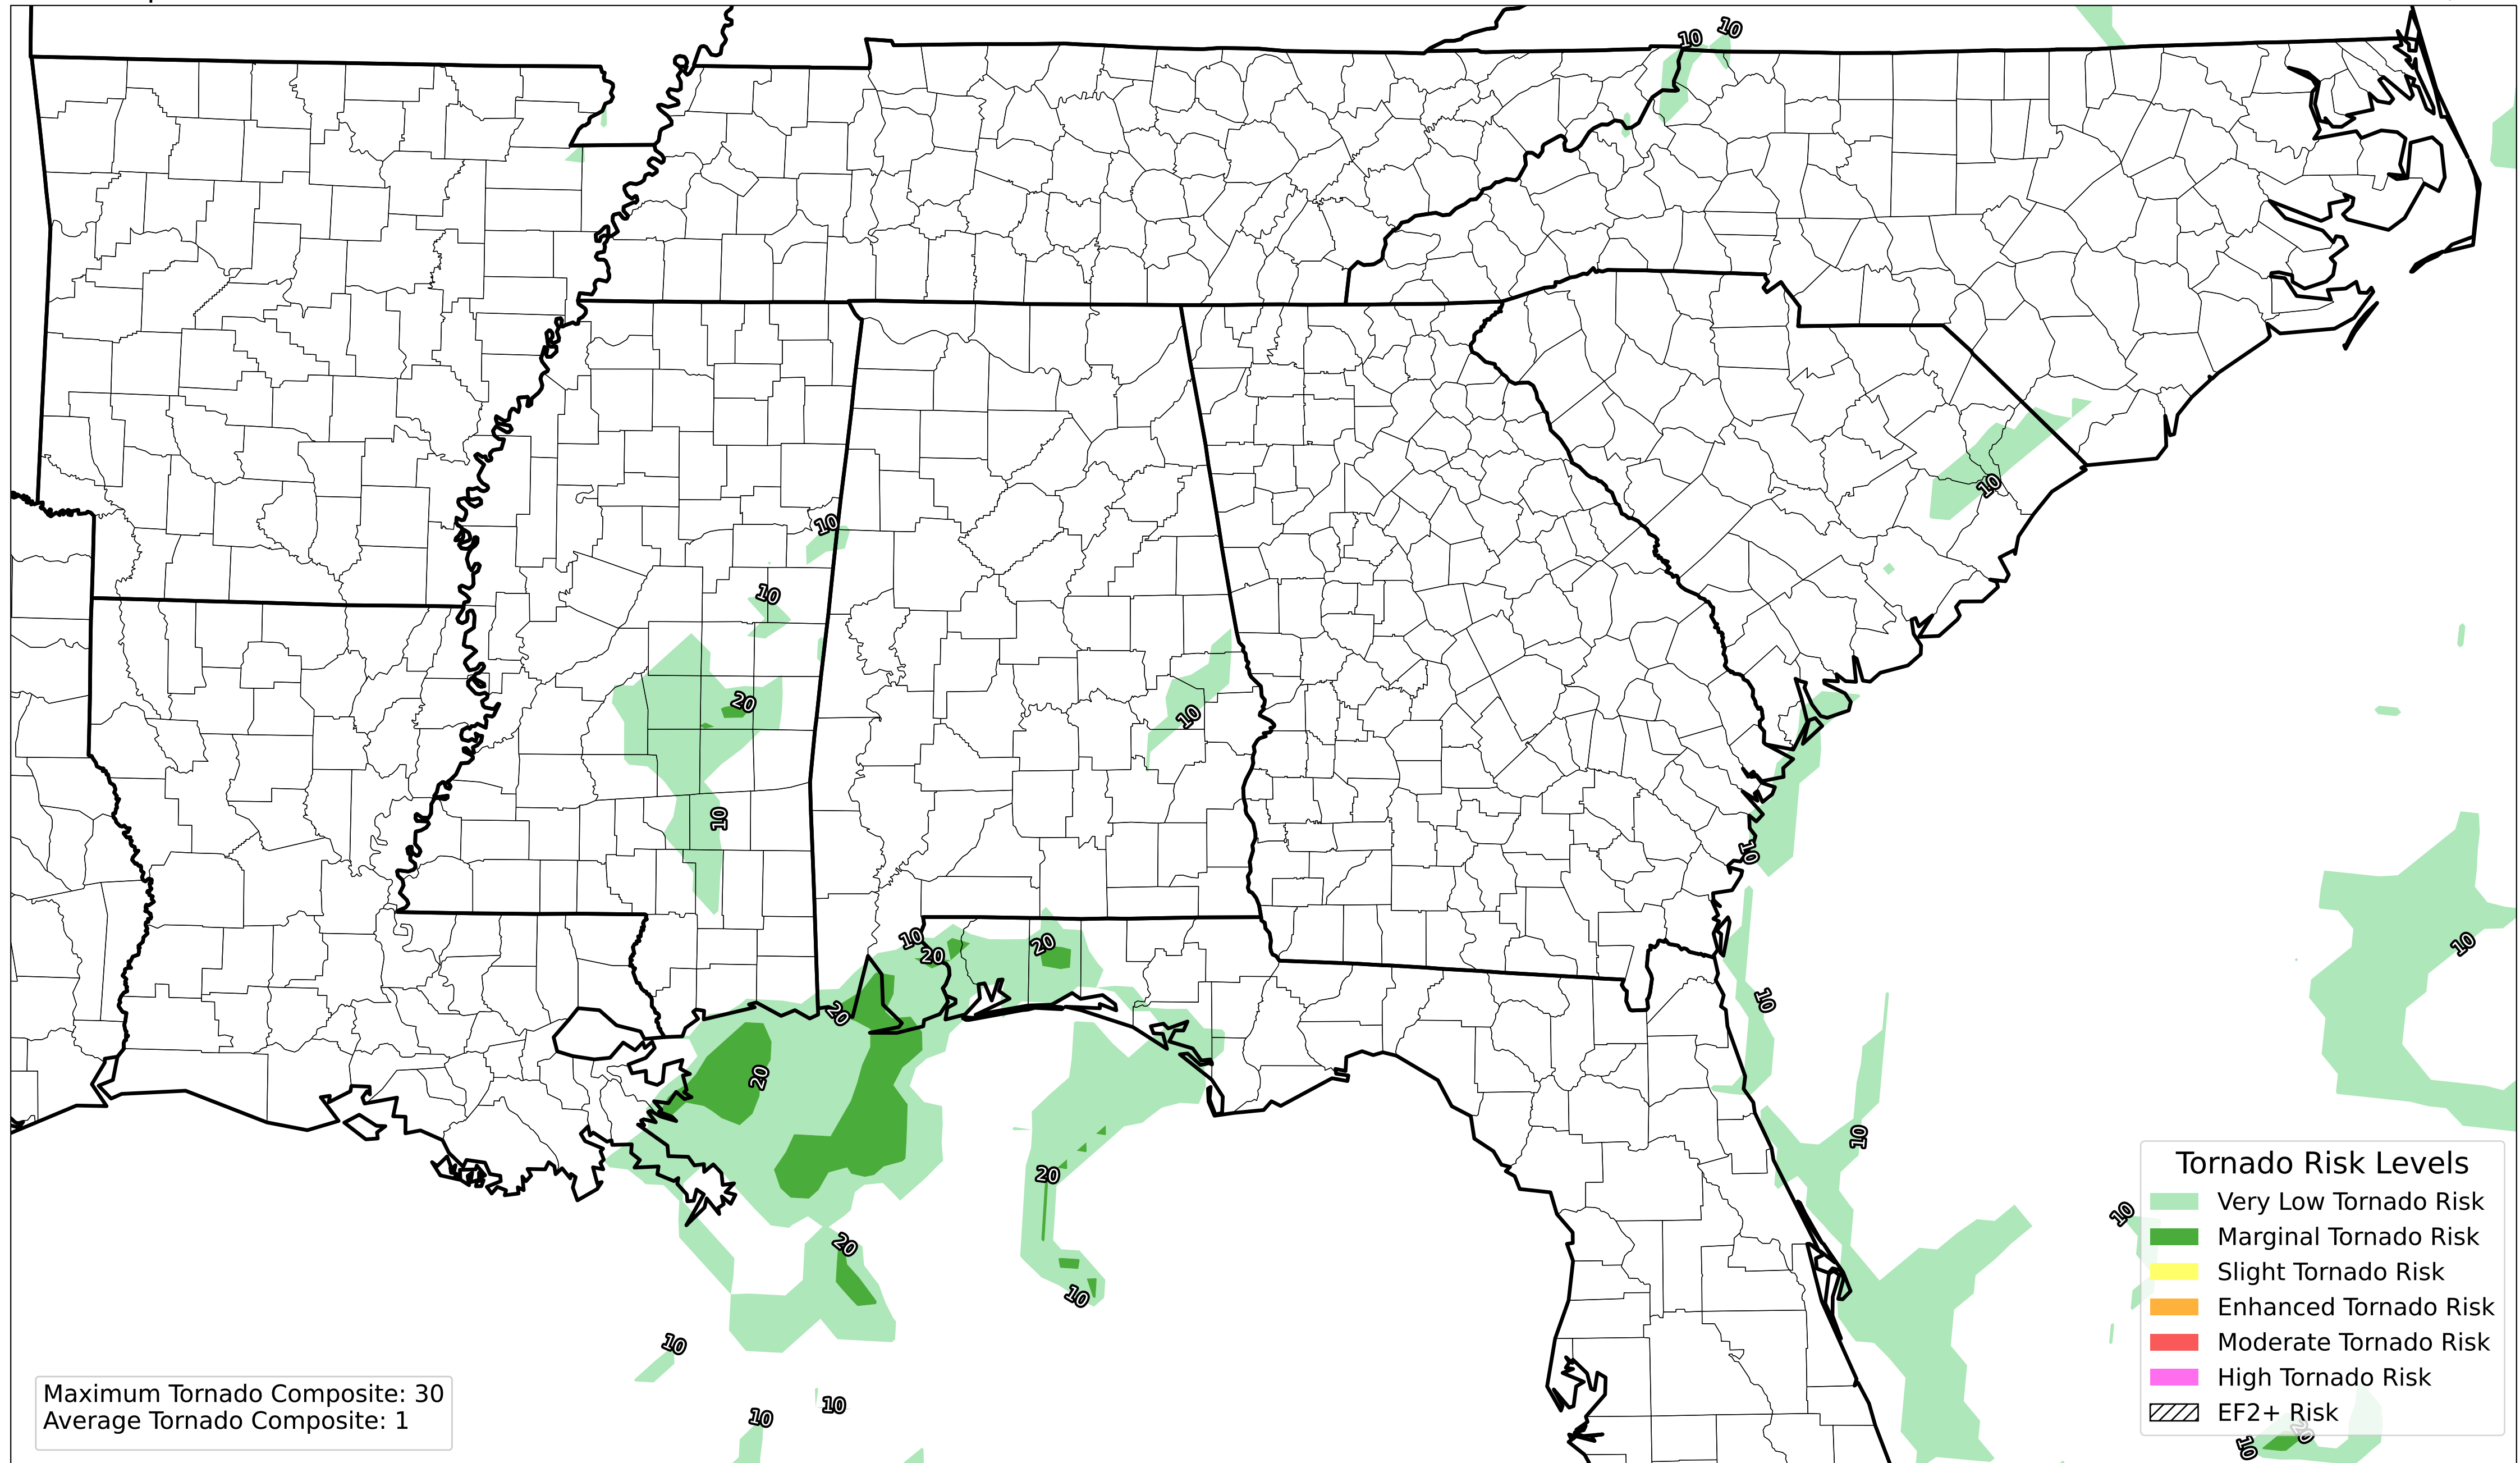 10
10
10
10
10
20
10
10
10
10
20
20
20
10
10
20
10
20
10
20
10
10
10
10
10
20
Tornado Risk Levels
Very Low Tornado Risk
Marginal Tornado Risk
Slight Tornado Risk
Enhanced Tornado Risk
Moderate Tornado Risk
High Tornado Risk
EF2+ Risk
Maximum Tornado Composite: 30
Average Tornado Composite: 1